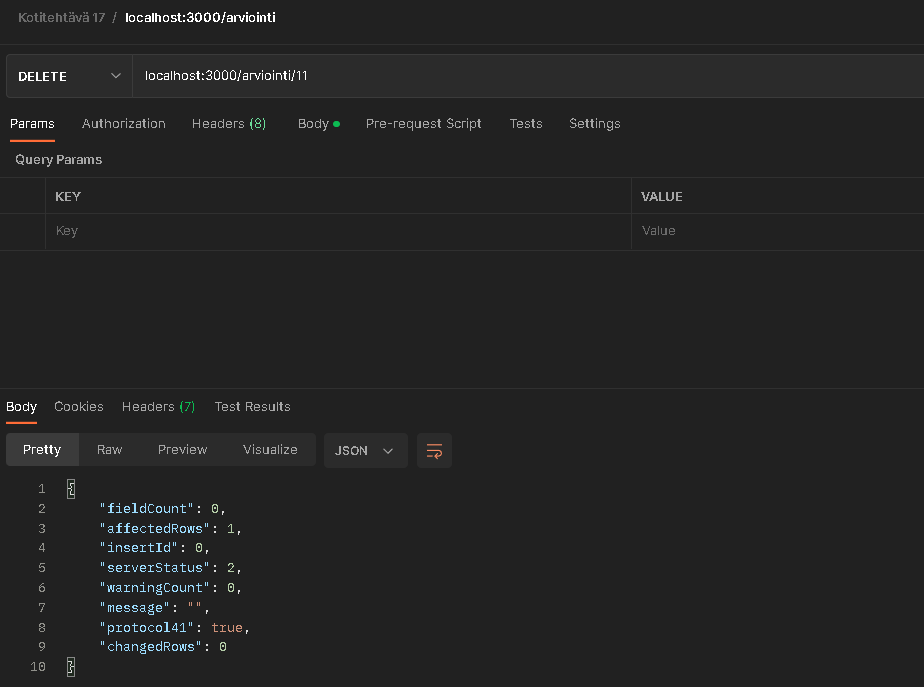 Kotitehtävä 17 / localhost:3000/arviointi
DELETE localhost:3000/arviointi/11
Params Authorization Headers (8) Body Pre-request Script Tests Settings
Query Params
KEY VALUE
Key Value
Body Cookies Headers (7) Test Results
Pretty Raw Preview Visualize JSON
1 {
2 "fieldCount": 0,
3 "affectedRows": 1,
4 "insertId": 0,
5 "serverStatus": 2,
6 "warningCount": 0,
7 "message": "",
8 "protocol41": true,
9 "changedRows": 0
10 }